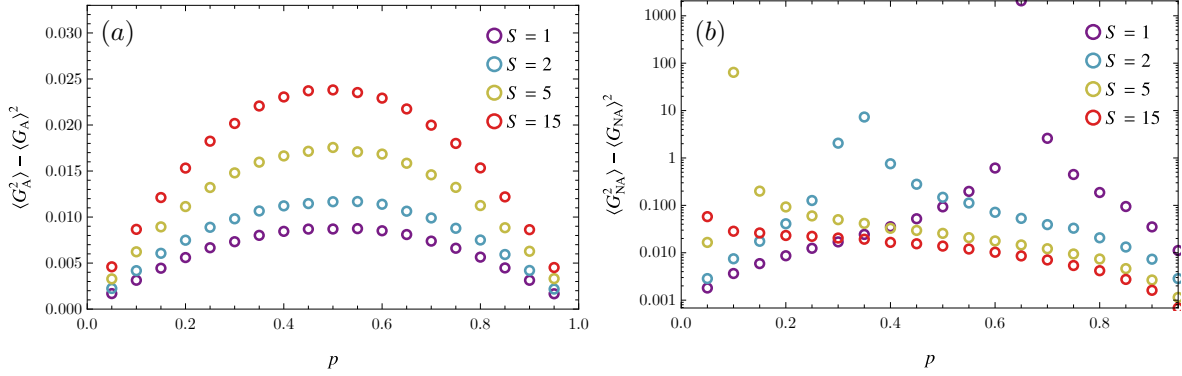 (a)
S = 1
S = 2
S = 5
S = 15
0.030
0.025
0.020
0.015
0.010
0.005
0.000
0.0 0.2 0.4 0.6 0.8 1.0
p
⟨G_A^2⟩ − ⟨G_A⟩^2
(b)
S = 1
S = 2
S = 5
S = 15
1000
100
10
1
0.100
0.010
0.001
0.0 0.2 0.4 0.6 0.8
p
⟨G_NA^2⟩ − ⟨G_NA⟩^2